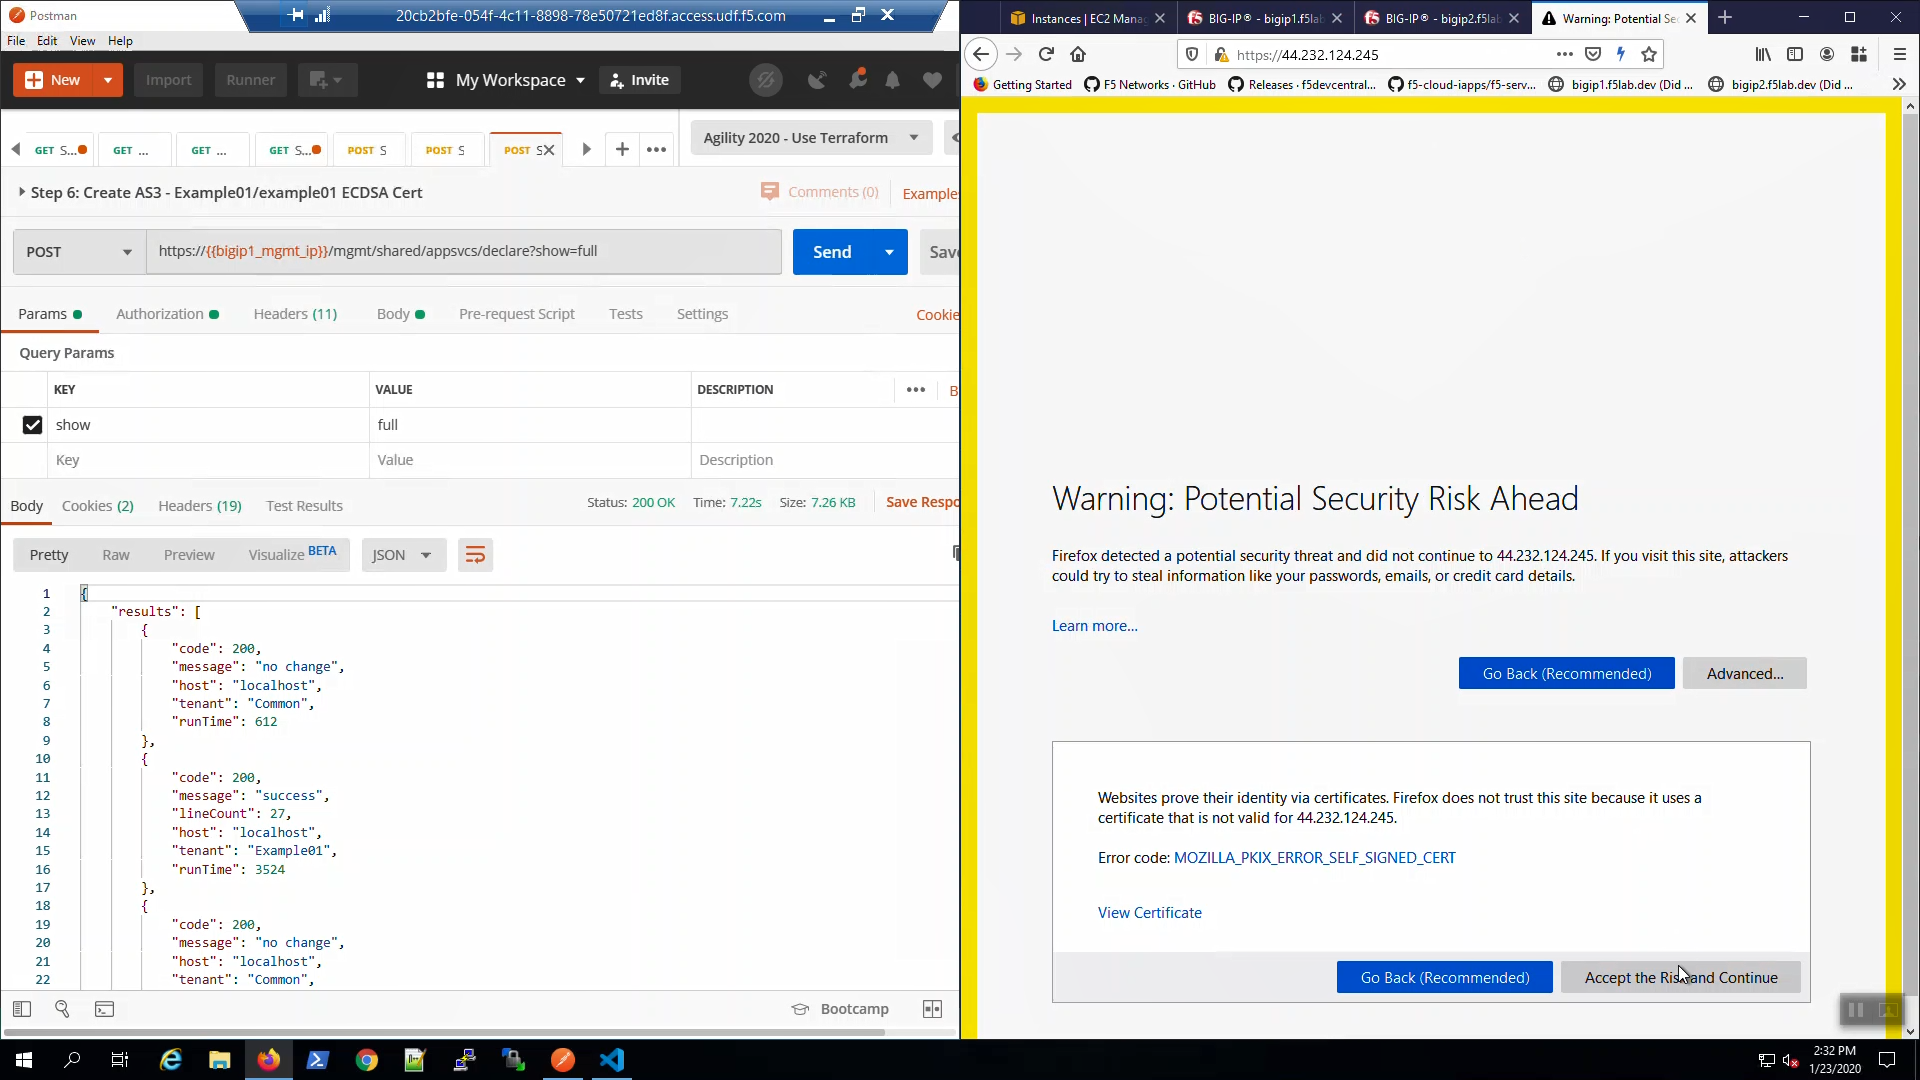 Postman
20cb2bfe-054f-4c11-8898-78e50721ed8f.access.udf.f5.com
File Edit View Help
New Import Runner My Workspace Invite
GET S... GET ... GET ... GET S... POST S POST S POST S
Agility 2020 - Use Terraform
Step 6: Create AS3 - Example01/example01 ECDSA Cert
Comments (0) Examples
POST https://{{bigip1_mgmt_ip}}/mgmt/shared/appsvcs/declare?show=full Send Save
Params Authorization Headers (11) Body Pre-request Script Tests Settings Cookie
Query Params
KEY VALUE DESCRIPTION ••• B
show full
Key Value Description
Body Cookies (2) Headers (19) Test Results Status: 200 OK Time: 7.22s Size: 7.26 KB Save Respo
Pretty Raw Preview Visualize BETA JSON
1 {
2 "results": [
3 {
4 "code": 200,
5 "message": "no change",
6 "host": "localhost",
7 "tenant": "Common",
8 "runTime": 612
9 },
10 {
11 "code": 200,
12 "message": "success",
13 "lineCount": 27,
14 "host": "localhost",
15 "tenant": "Example01",
16 "runTime": 3524
17 },
18 {
19 "code": 200,
20 "message": "no change",
21 "host": "localhost",
22 "tenant": "Common",
Bootcamp
Instances | EC2 Mana BIG-IP® - bigip1.f5lab BIG-IP® - bigip2.f5lab Warning: Potential Se
https://44.232.124.245
Getting Started F5 Networks · GitHub Releases · f5devcentral... f5-cloud-iapps/f5-serv... bigip1.f5lab.dev (Did ... bigip2.f5lab.dev (Did ...
Warning: Potential Security Risk Ahead
Firefox detected a potential security threat and did not continue to 44.232.124.245. If you visit this site, attackers
could try to steal information like your passwords, emails, or credit card details.
Learn more...
Go Back (Recommended) Advanced...
Websites prove their identity via certificates. Firefox does not trust this site because it uses a
certificate that is not valid for 44.232.124.245.
Error code: MOZILLA_PKIX_ERROR_SELF_SIGNED_CERT
View Certificate
Go Back (Recommended) Accept the Risk and Continue
2:32 PM
1/23/2020